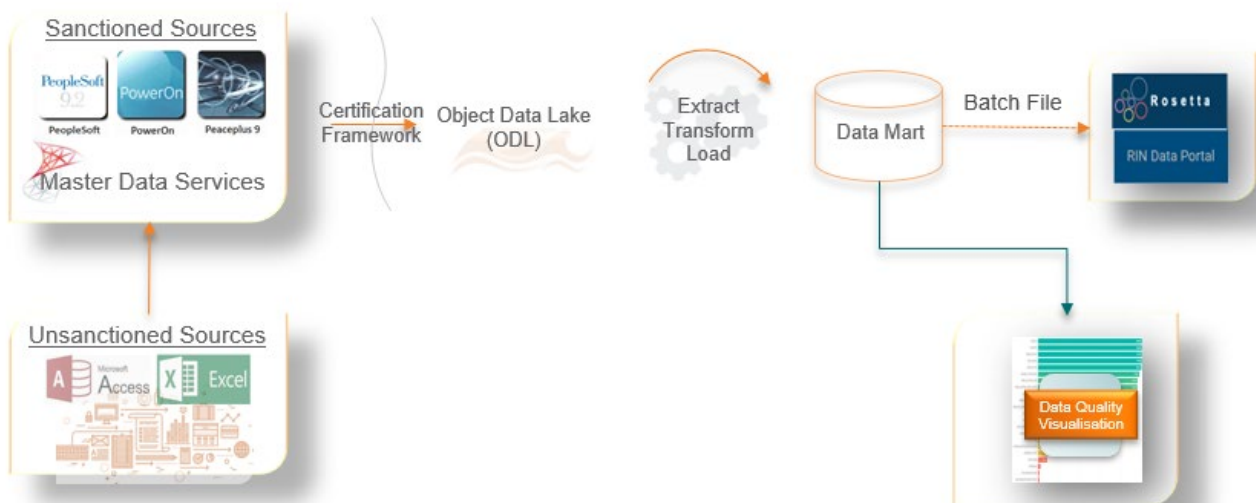 Sanctioned Sources
PeopleSoft
9.2
PowerOn
PeopleSoft
PowerOn
Peaceplus 9
Master Data Services
Certification
Framework
Object Data Lake
(ODL)
Extract
Transform
Load
Data Mart
Batch File
Rosetta
RIN Data Portal
Unsanctioned Sources
A
Microsoft
Access
X
Excel
Data Quality
Visualisation